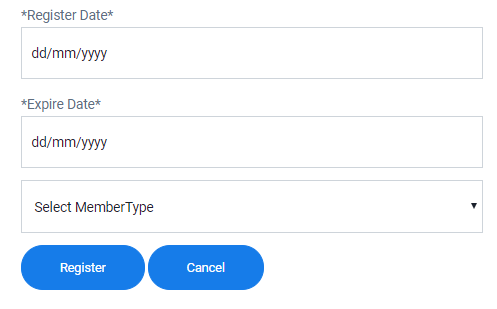 *Register Date*
dd/mm/yyyy
*Expire Date*
dd/mm/yyyy
Select MemberType
Register Cancel